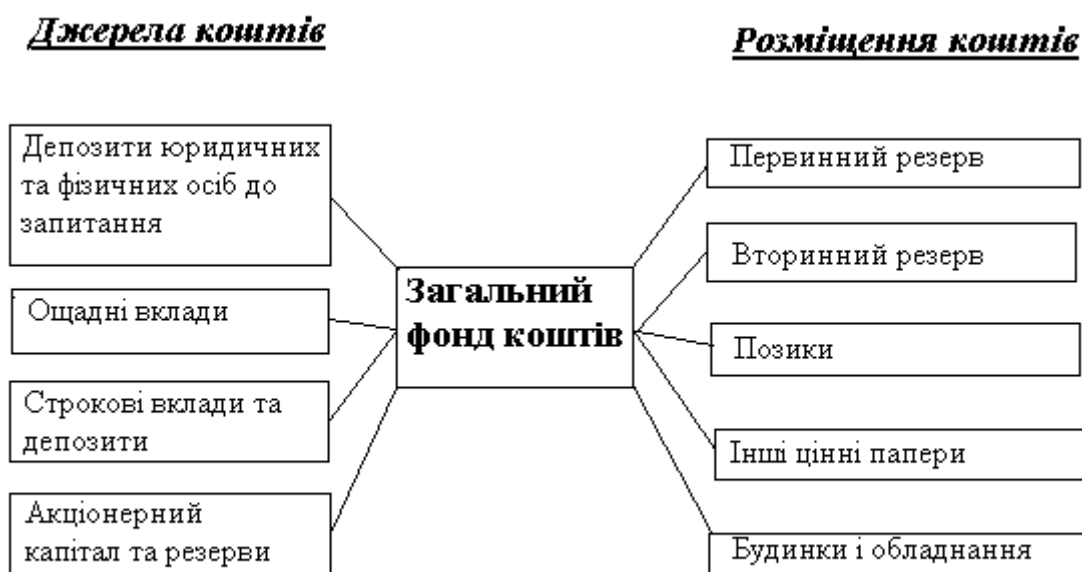 Джерела коштів
Розміщення коштів
Депозити юридичних
та фізичних осіб до
запитання
Ощадні вклади
Строкові вклади та
депозити
Акціонерний
капітал та резерви
Загальний
фонд коштів
Первинний резерв
Вторинний резерв
Позики
Інші цінні папери
Будинки і обладнання